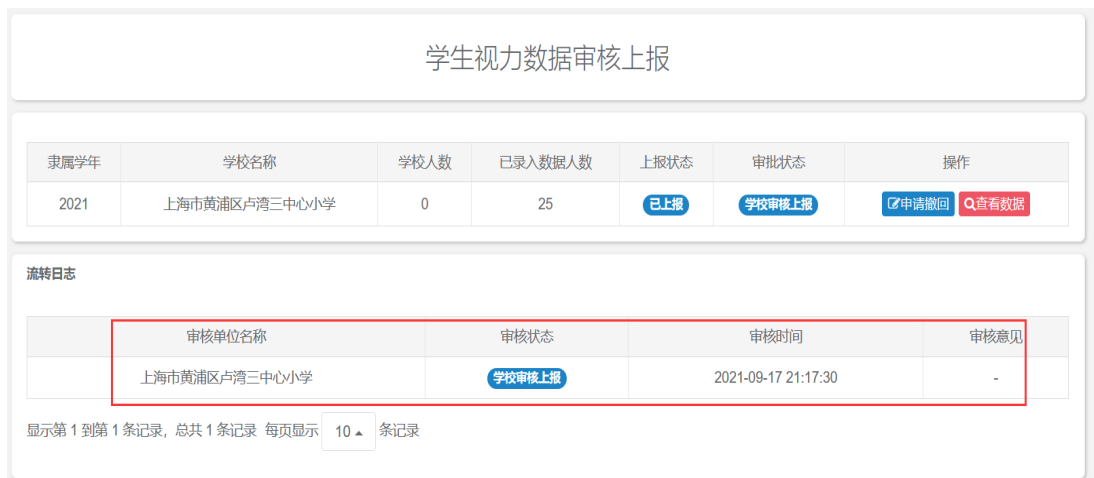 学生视力数据审核上报
隶属学年 学校名称 学校人数 已录入数据人数 上报状态 审批状态 操作
2021 上海市黄浦区卢湾三中心小学 0 25 已上报 学校审核上报 申请撤回 查看数据
流转日志
审核单位名称 审核状态 审核时间 审核意见
上海市黄浦区卢湾三中心小学 学校审核上报 2021-09-17 21:17:30 -
显示第 1 到第 1 条记录，总共 1 条记录 每页显示 10 条记录